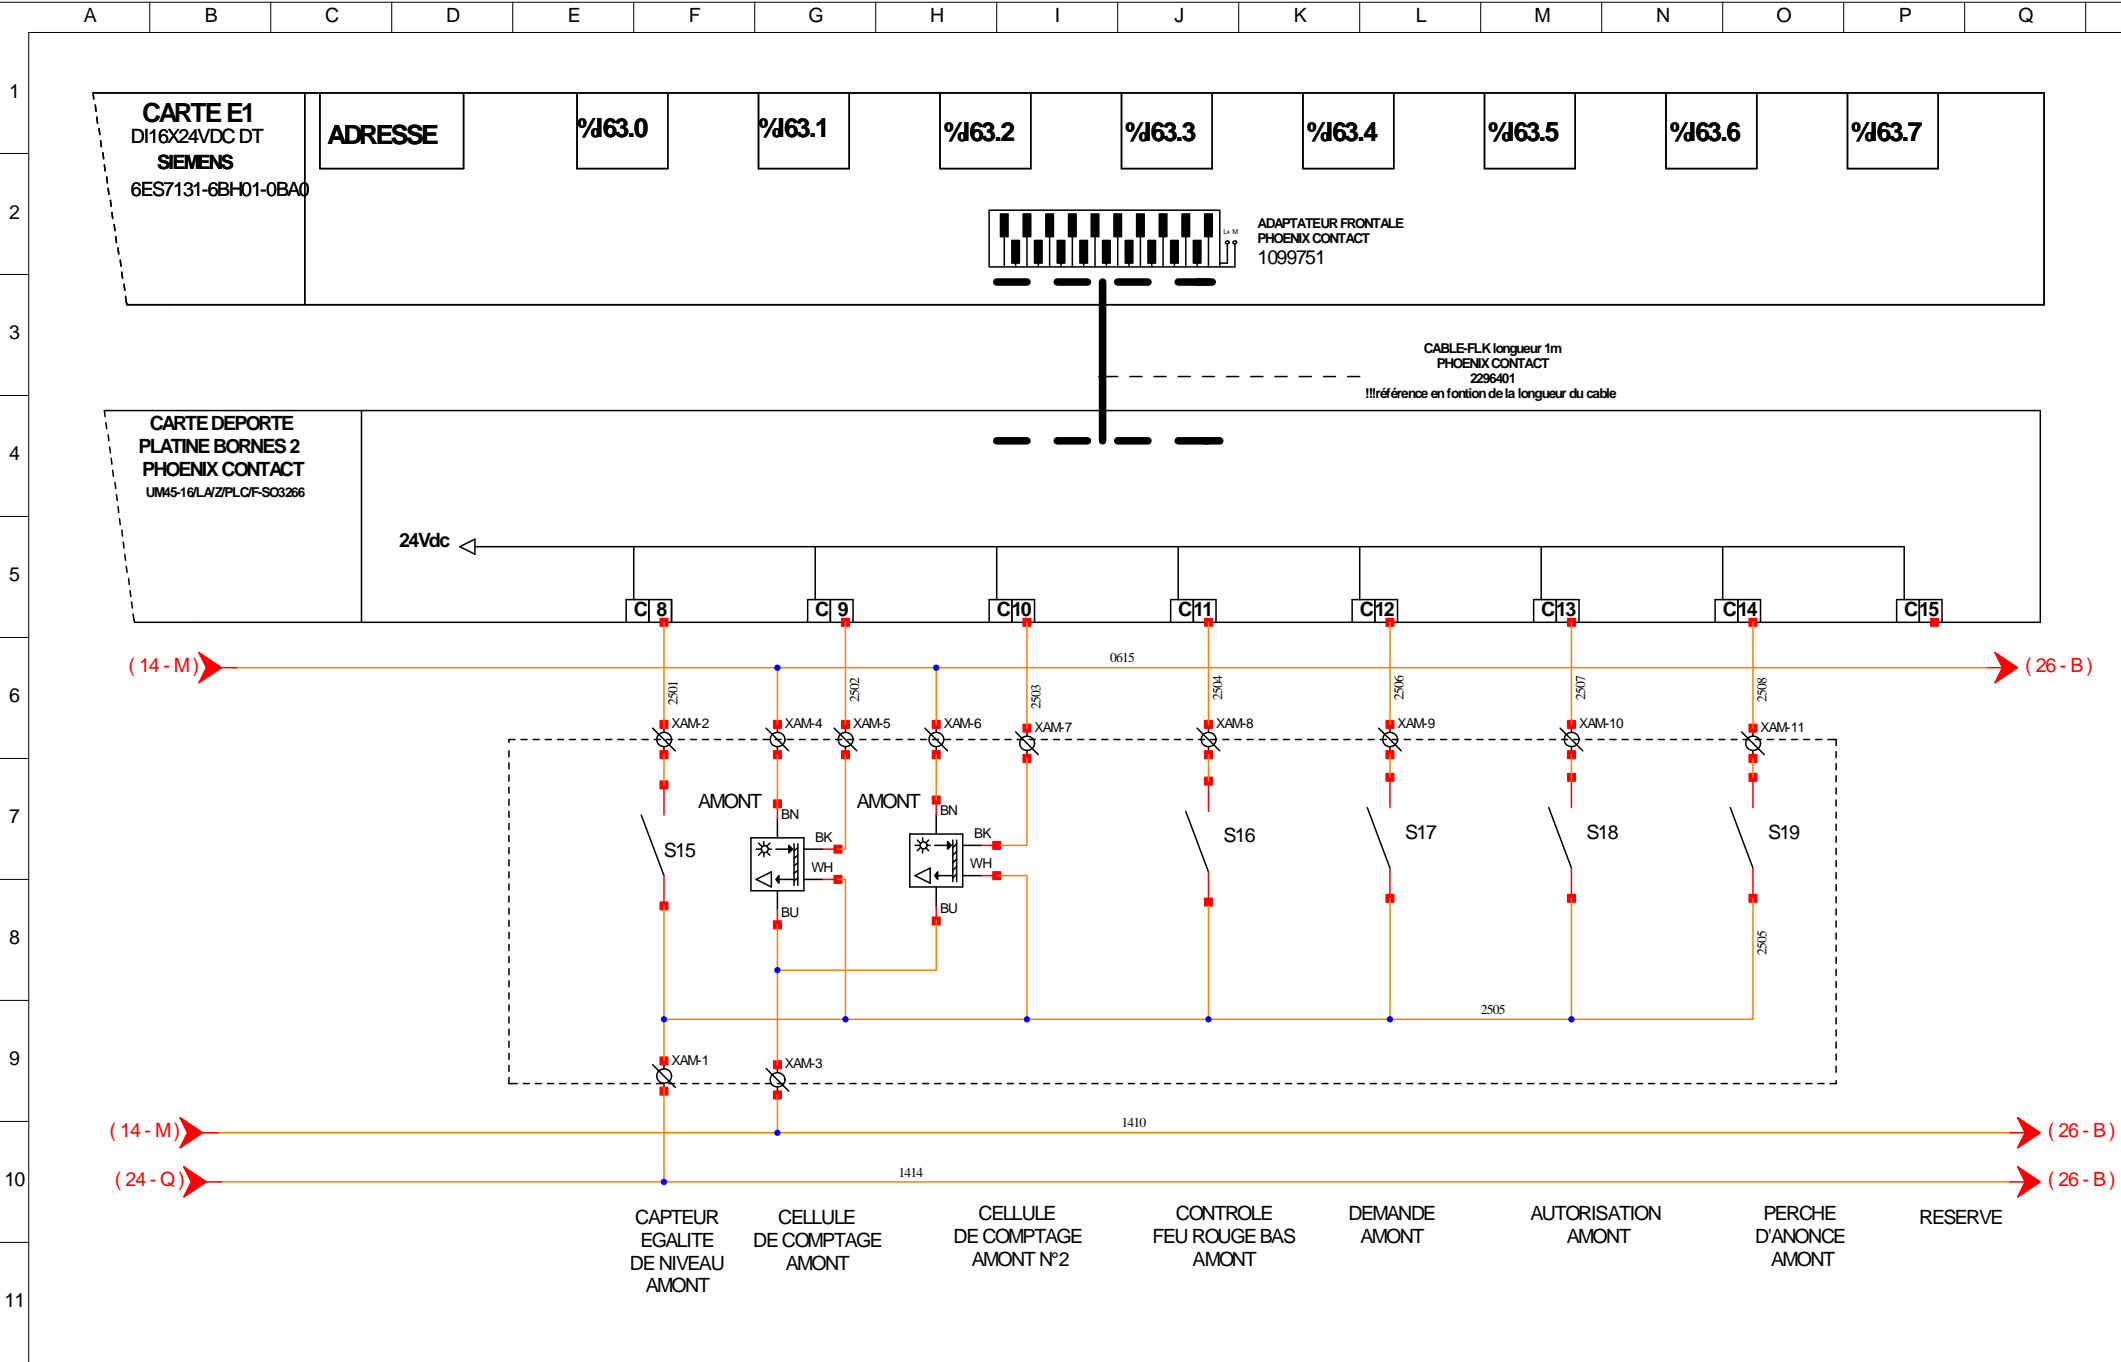 A B C D E F G H I J K L M N O P Q
1
CARTE E1
DI16X24VDC DT
SIEMENS
6ES7131-6BH01-0BA0
ADRESSE
%I63.0
%I63.1
%I63.2
%I63.3
%I63.4
%I63.5
%I63.6
%I63.7
2
L+ M
ADAPTATEUR FRONTALE
PHOENIX CONTACT
1099751
3
CABLE-FLK longueur 1m
PHOENIX CONTACT
2296401
!!!référence en fontion de la longueur du cable
4
CARTE DEPORTE
PLATINE BORNES 2
PHOENIX CONTACT
UM45-16/LA/Z/PLC/F-SO3266
24Vdc
5
C 8
C 9
C 10
C 11
C 12
C 13
C 14
C 15
( 14 - M )
0615
( 26 - B )
6
2501
2502
2503
2504
2506
2507
2508
XAM-2
XAM-4
XAM-5
XAM-6
XAM-7
XAM-8
XAM-9
XAM-10
XAM-11
7
AMONT
AMONT
BN
BN
S15
BK
WH
BK
WH
S16
S17
S18
S19
BU
BU
8
2505
2505
9
XAM-1
XAM-3
( 14 - M )
1410
( 26 - B )
10
( 24 - Q )
1414
( 26 - B )
CAPTEUR
EGALITE
DE NIVEAU
AMONT
CELLULE
DE COMPTAGE
AMONT
CELLULE
DE COMPTAGE
AMONT N°2
CONTROLE
FEU ROUGE BAS
AMONT
DEMANDE
AMONT
AUTORISATION
AMONT
PERCHE
D'ANONCE
AMONT
RESERVE
11